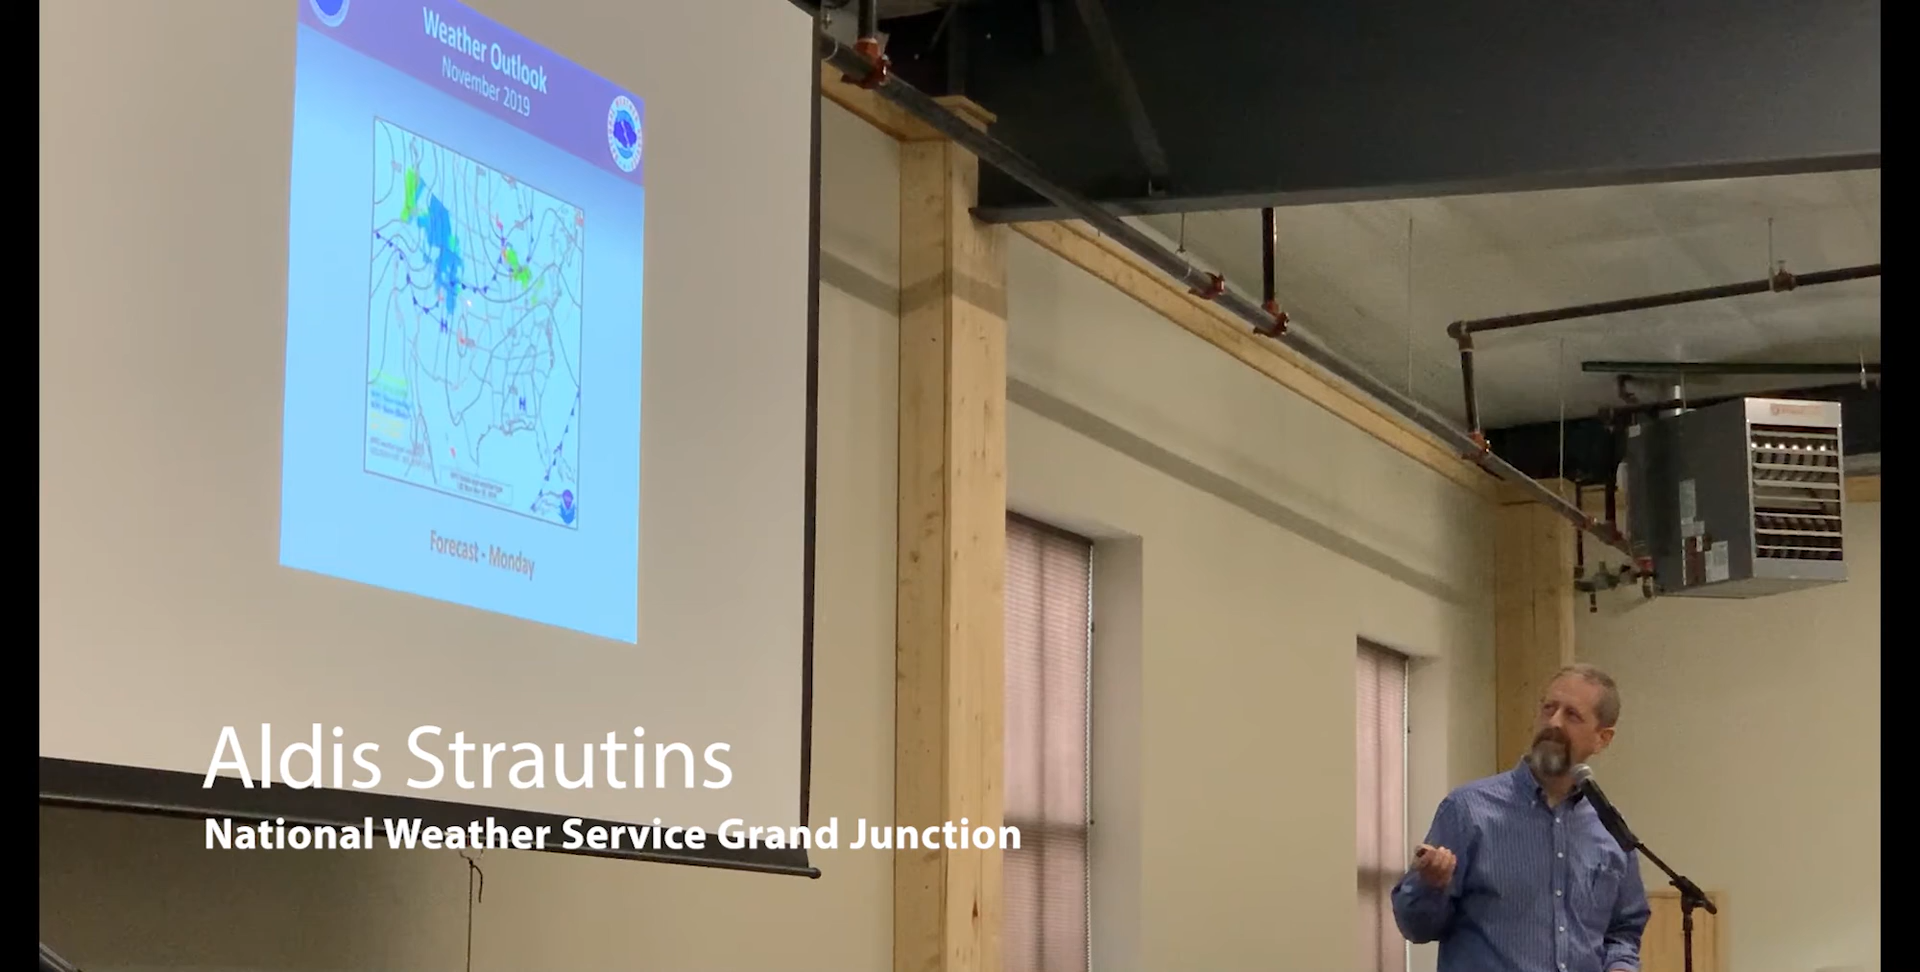 Weather Outlook
November 2019
H
H
Forecast - Monday
Aldis Strautins
National Weather Service Grand Junction